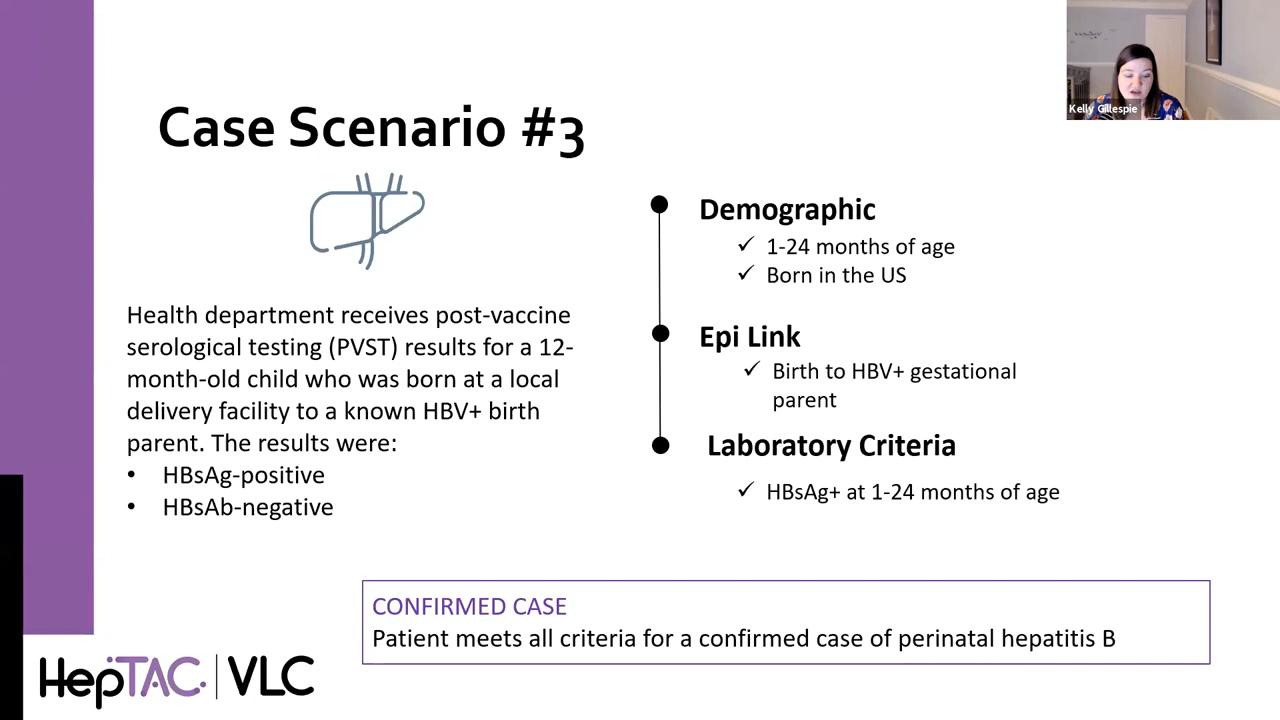 Kelly Gillespie
Case Scenario #3
Health department receives post-vaccine
serological testing (PVST) results for a 12-
month-old child who was born at a local
delivery facility to a known HBV+ birth
parent. The results were:
• HBsAg-positive
• HBsAb-negative
Demographic
✓ 1-24 months of age
✓ Born in the US
Epi Link
✓ Birth to HBV+ gestational
parent
Laboratory Criteria
✓ HBsAg+ at 1-24 months of age
CONFIRMED CASE
Patient meets all criteria for a confirmed case of perinatal hepatitis B
HepTAC | VLC